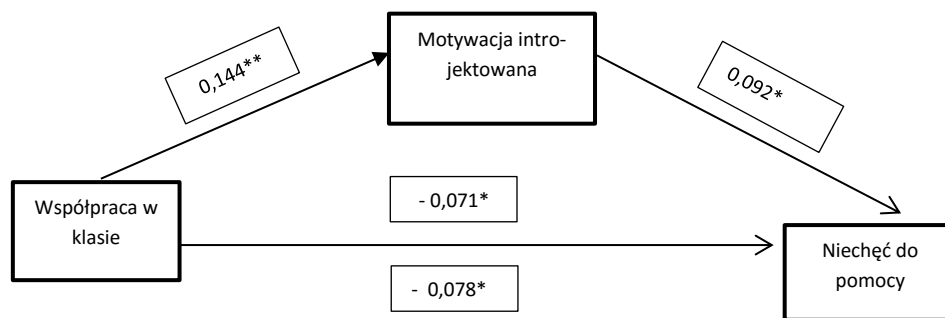 Motywacja intro-
jektowana
0,144**
0,092*
Współpraca w
klasie
- 0,071*
- 0,078*
Niechęć do
pomocy